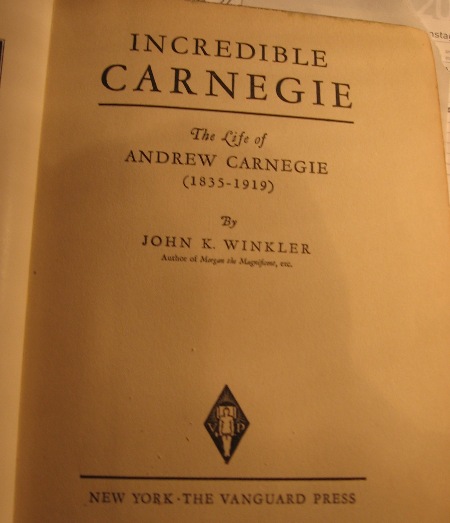 INCREDIBLE
CARNEGIE
The Life of
ANDREW CARNEGIE
(1835-1919)
By
JOHN K. WINKLER
Author of Morgan the Magnificent, etc.
V P
NEW YORK · THE VANGUARD PRESS